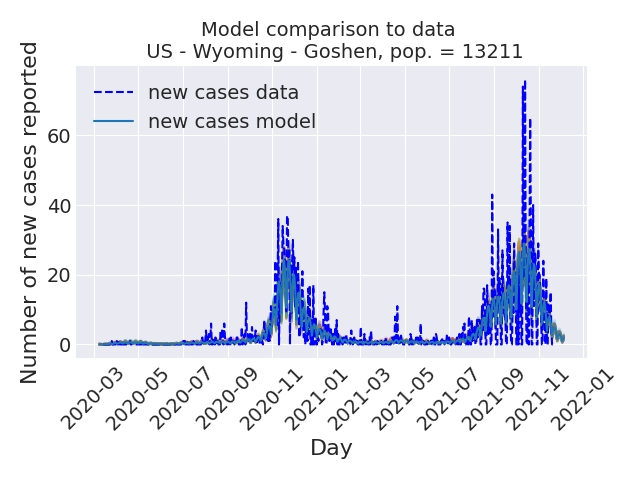 Model comparison to data
US - Wyoming - Goshen, pop. = 13211
Number of new cases reported
new cases data
new cases model
60
40
20
0
2020-03
2020-05
2020-07
2020-09
2020-11
2021-01
2021-03
2021-05
2021-07
2021-09
2021-11
2022-01
Day